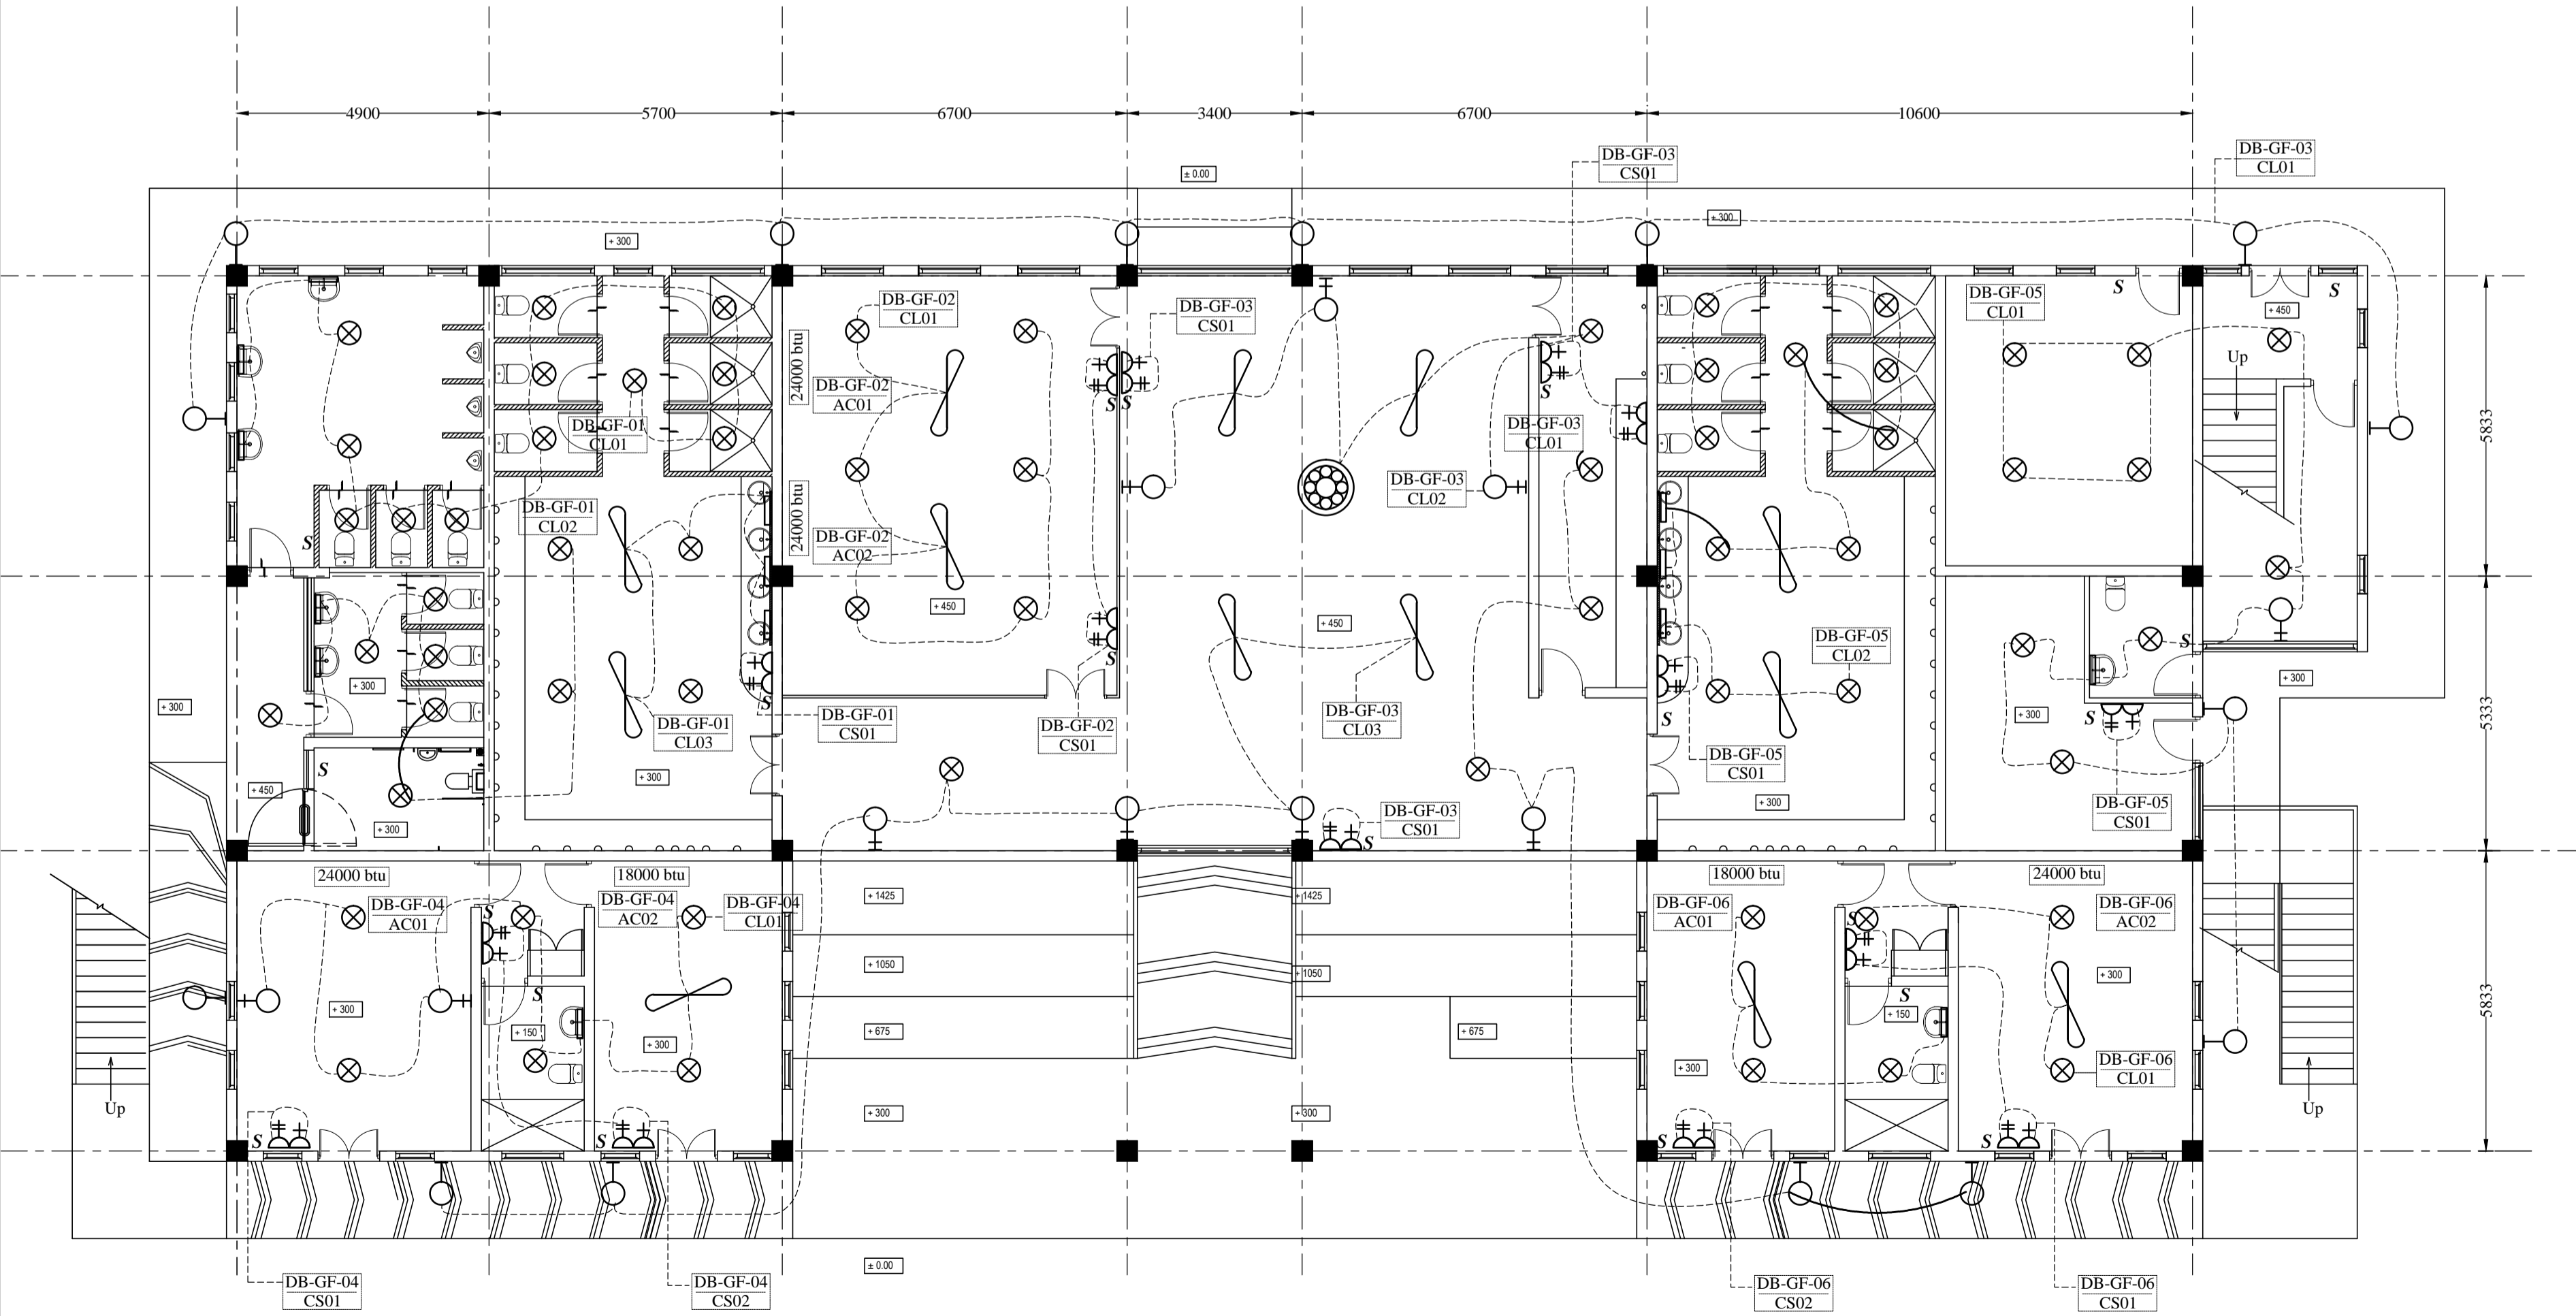 4900
5700
6700
3400
6700
10600
DB-GF-03
CS01
DB-GF-03
CL01
± 0.00
+ 300
+ 300
DB-GF-02
CL01
DB-GF-03
CS01
DB-GF-05
CL01
S
S
+ 450
24000 btu
DB-GF-02
AC01
S
S
S
Up
5833
DB-GF-01
CL01
DB-GF-03
CL01
DB-GF-03
CL02
24000 btu
DB-GF-01
CL02
DB-GF-02
AC02
S
+ 450
+ 450
DB-GF-05
CL02
S
+ 300
S
+ 300
+ 300
S
S
DB-GF-01
CL03
DB-GF-01
CS01
DB-GF-02
CS01
DB-GF-03
CL03
S
+ 300
S
5333
DB-GF-05
CS01
S
+ 450
+ 300
+ 300
+ 300
DB-GF-03
CS01
S
DB-GF-05
CS01
24000 btu
18000 btu
18000 btu
24000 btu
DB-GF-04
AC01
S
DB-GF-04
AC02
DB-GF-04
CL01
+ 1425
+ 1425
DB-GF-06
AC01
S
DB-GF-06
AC02
+ 1050
+ 1050
+ 300
S
S
5833
+ 300
+ 150
+ 300
+ 675
+ 675
+ 150
+ 300
DB-GF-06
CL01
Up
Up
+ 300
+ 300
S
S
S
S
± 0.00
DB-GF-04
CS01
DB-GF-04
CS02
DB-GF-06
CS02
DB-GF-06
CS01